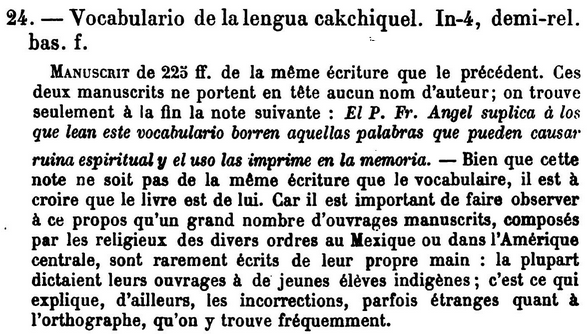 24. — Vocabulario de la lengua cakchiquel. In-4, demi-rel.
bas. f.
MANUSCRIT de 225 ff. de la même écriture que le précédent. Ces
deux manuscrits ne portent en tête aucun nom d'auteur; on trouve
seulement à la fin la note suivante : El P. Fr. Angel suplica à los
que lean este vocabulario borren aquellas palabras que pueden causar
ruina espiritual y el uso las imprime en la memoria. — Bien que cette
note ne soit pas de la même écriture que le vocabulaire, il est à
croire que le livre est de lui. Car il est important de faire observer
à ce propos qu'un grand nombre d'ouvrages manuscrits, composés
par les religieux des divers ordres au Mexique ou dans l'Amérique
centrale, sont rarement écrits de leur propre main : la plupart
dictaient leurs ouvrages à de jeunes élèves indigènes; c'est ce qui
explique, d'ailleurs, les incorrections, parfois étranges quant à
l'orthographe, qu'on y trouve fréquemment.